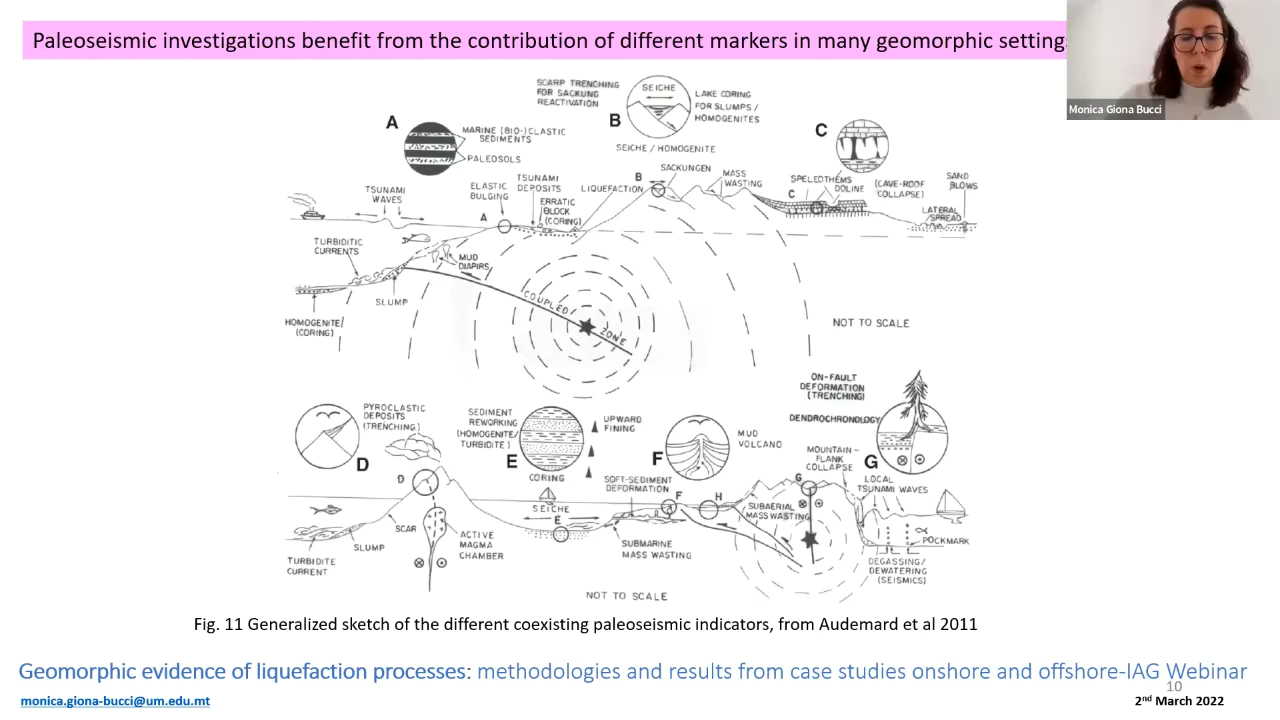 Paleoseismic investigations benefit from the contribution of different markers in many geomorphic setting
Monica Giona Bucci
SCARP TRENCHING
FOR SACKUNG
REACTIVATION
SEICHE
B
LAKE CORING
FOR SLUMPS /
HOMOGENITES
SEICHE / HOMOGENITE
A
MARINE (BIO-)CLASTIC
SEDIMENTS
PALEOSOLS
C
TSUNAMI
WAVES
ELASTIC
BULGING
TSUNAMI
DEPOSITS
ERRATIC
BLOCK
(CORING)
LIQUEFACTION
B
SACKUNGEN
MASS
WASTING
SPELEOTHEMS
C
DOLINE
(CAVE-ROOF
COLLAPSE)
SAND
BLOWS
LATERAL
SPREAD
A
TURBIDITIC
CURRENTS
MUD
DIAPIRS
SLUMP
HOMOGENITE/
(CORING)
COUPLED/
ZONE
NOT TO SCALE
ON-FAULT
DEFORMATION
(TRENCHING)
DENDROCHRONOLOGY
PYROCLASTIC
DEPOSITS
(TRENCHING)
D
SEDIMENT
REWORKING
(HOMOGENITE/
TURBIDITE)
E
UPWARD
FINING
CORING
F
MUD
VOLCANO
MOUNTAIN-
FLANK
COLLAPSE
G
LOCAL
TSUNAMI WAVES
D
SEICHE
E
SOFT-SEDIMENT
DEFORMATION
F
H
G
SUBAERIAL
MASS WASTING
SCAR
SLUMP
TURBIDITE
CURRENT
ACTIVE
MAGMA
CHAMBER
SUBMARINE
MASS WASTING
POCKMARK
DEGASSING/
DEWATERING
(SEISMICS)
NOT TO SCALE
Fig. 11 Generalized sketch of the different coexisting paleoseismic indicators, from Audemard et al 2011
Geomorphic evidence of liquefaction processes: methodologies and results from case studies onshore and offshore-IAG Webinar
10
monica.giona-bucci@um.edu.mt
2nd March 2022